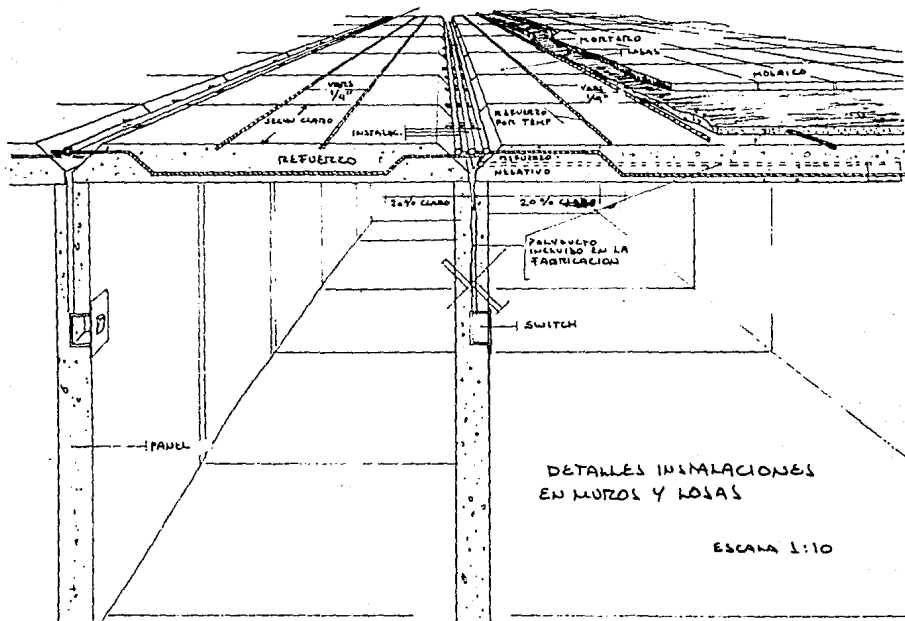 MORTERO
LOSAS
MOSAICO
VARS
1/4"
VARS
1/4"
SEGUN CLARO
INSTALAC.
REFUERZO
POR TEMP
REFUERZO
REFUERZO
NEGATIVO
20% CLARO
20% CLARO
POLYDUCTO
INCLUIDO EN LA
FABRICACION
SWITCH
PANEL
DETALLES INSTALACIONES
EN MUROS Y LOSAS
ESCALA 1:10